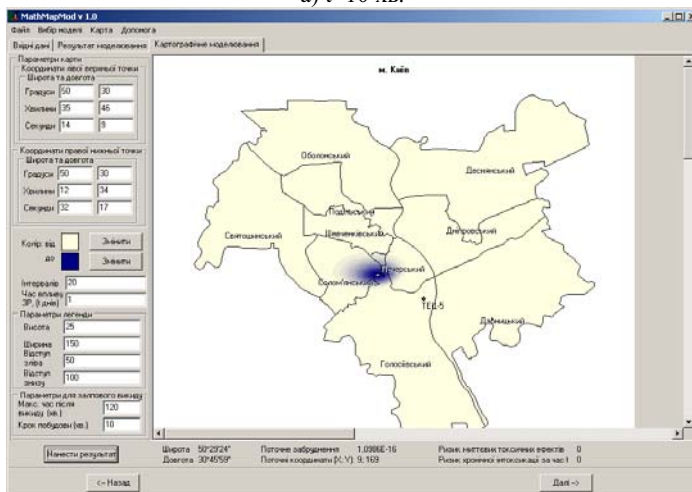 а) t=10 хв.
MathMapMod v 1.0
Файл Вибір моделі Карта Допомога
Вхідні дані Результат моделювання Картографічне моделювання
Параметри карти
Координати лівої верхньої точки
Широта та довгота
Градуси 50 30
Хвилини 35 46
Секунди 14 9
Координати правої нижньої точки
Широта та довгота
Градуси 50 30
Хвилини 12 34
Секунди 32 17
Колір від Змінити
до Змінити
Інтервалів 20
Час впливу ЗР, (t днів) 1
Параметри легенди
Висота 25
Ширина 150
Відступ зліва 50
Відступ знизу 100
Параметри для залпового викиду
Макс. час після викиду (хв.) 120
Крок побудови (хв.) 10
Нанести результат
<-- Назад
Далі -->
м. Київ
Оболонський
Деснянський
Подільський
Святошинський
Шевченківський
Дніпровський
Печерський
Солом'янський
ТЕЦ-5
Дарницький
Голосіївський
Широта 50°29'24" Поточне забруднення 1,0986E-16 Ризик миттєвих токсичних ефектів 0
Довгота 30°45'59" Поточні координати (X; Y) 9; 169 Ризик хронічної інтоксикації за час t 0